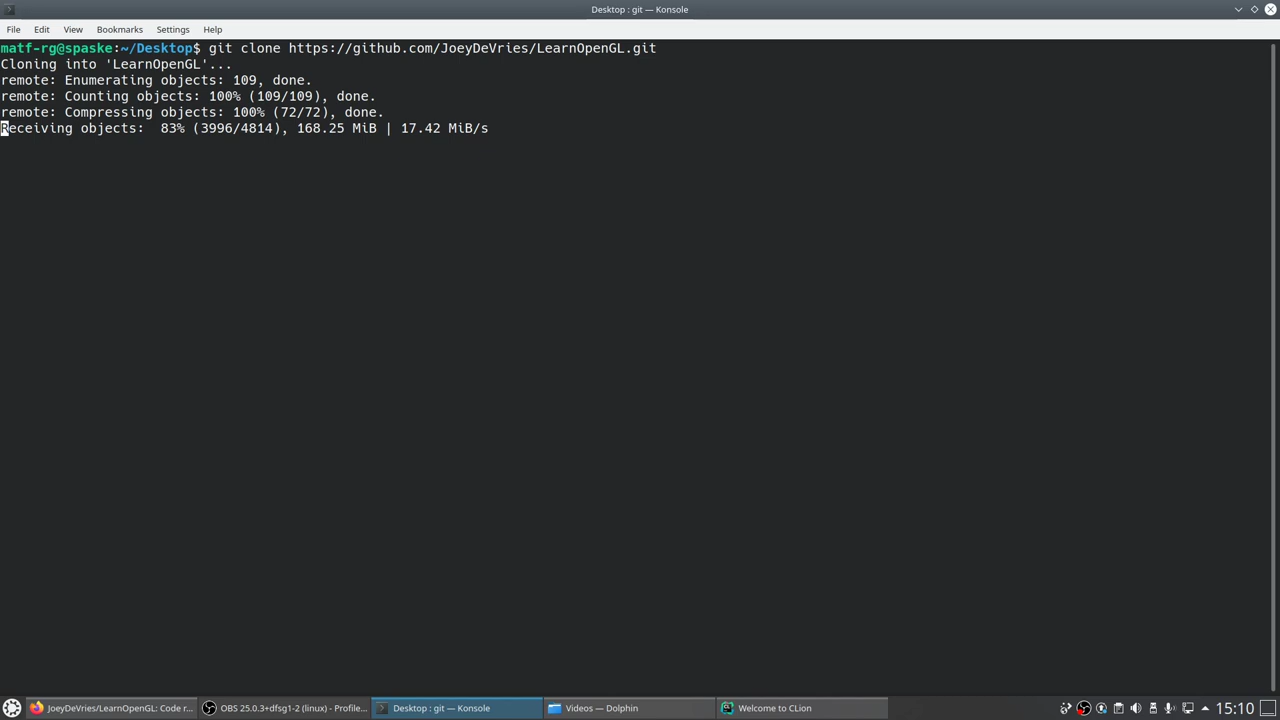 Desktop : git — Konsole
File Edit View Bookmarks Settings Help
matf-rg@spaske:~/Desktop$ git clone https://github.com/JoeyDeVries/LearnOpenGL.git
Cloning into 'LearnOpenGL'...
remote: Enumerating objects: 109, done.
remote: Counting objects: 100% (109/109), done.
remote: Compressing objects: 100% (72/72), done.
Receiving objects:  83% (3996/4814), 168.25 MiB | 17.42 MiB/s
JoeyDeVries/LearnOpenGL: Code r... OBS 25.0.3+dfsg1-2 (linux) - Profile... Desktop : git — Konsole Videos — Dolphin Welcome to CLion 15:10